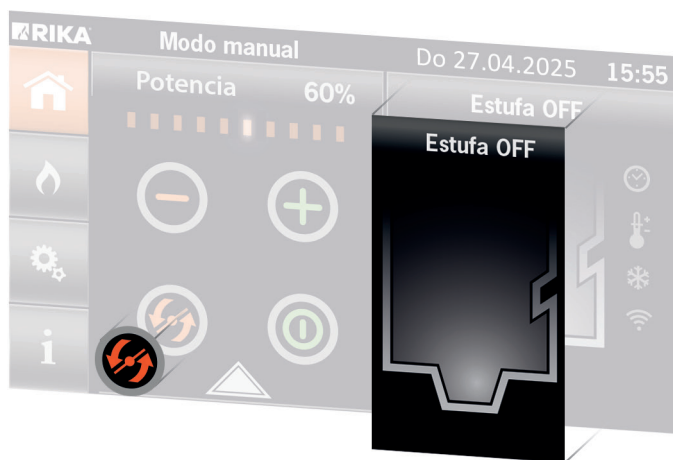 RIKA
Modo manual
Do 27.04.2025 15:55
Potencia 60%
Estufa OFF
Estufa OFF
i